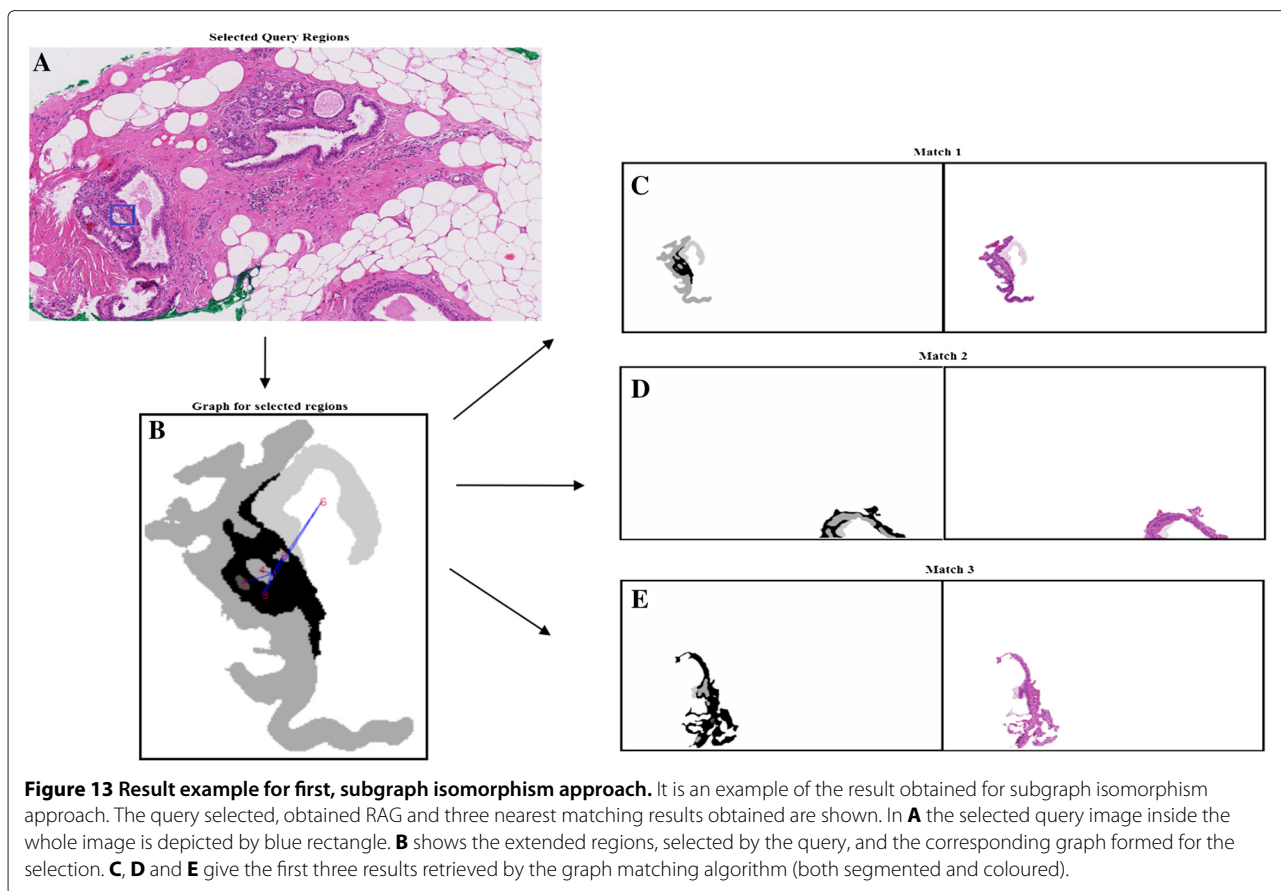 Selected Query Regions
A
Match 1
C
Match 2
Graph for selected regions
D
B
6
3
Match 3
E
Figure 13 Result example for first, subgraph isomorphism approach. It is an example of the result obtained for subgraph isomorphism
approach. The query selected, obtained RAG and three nearest matching results obtained are shown. In A the selected query image inside the
whole image is depicted by blue rectangle. B shows the extended regions, selected by the query, and the corresponding graph formed for the
selection. C, D and E give the first three results retrieved by the graph matching algorithm (both segmented and coloured).